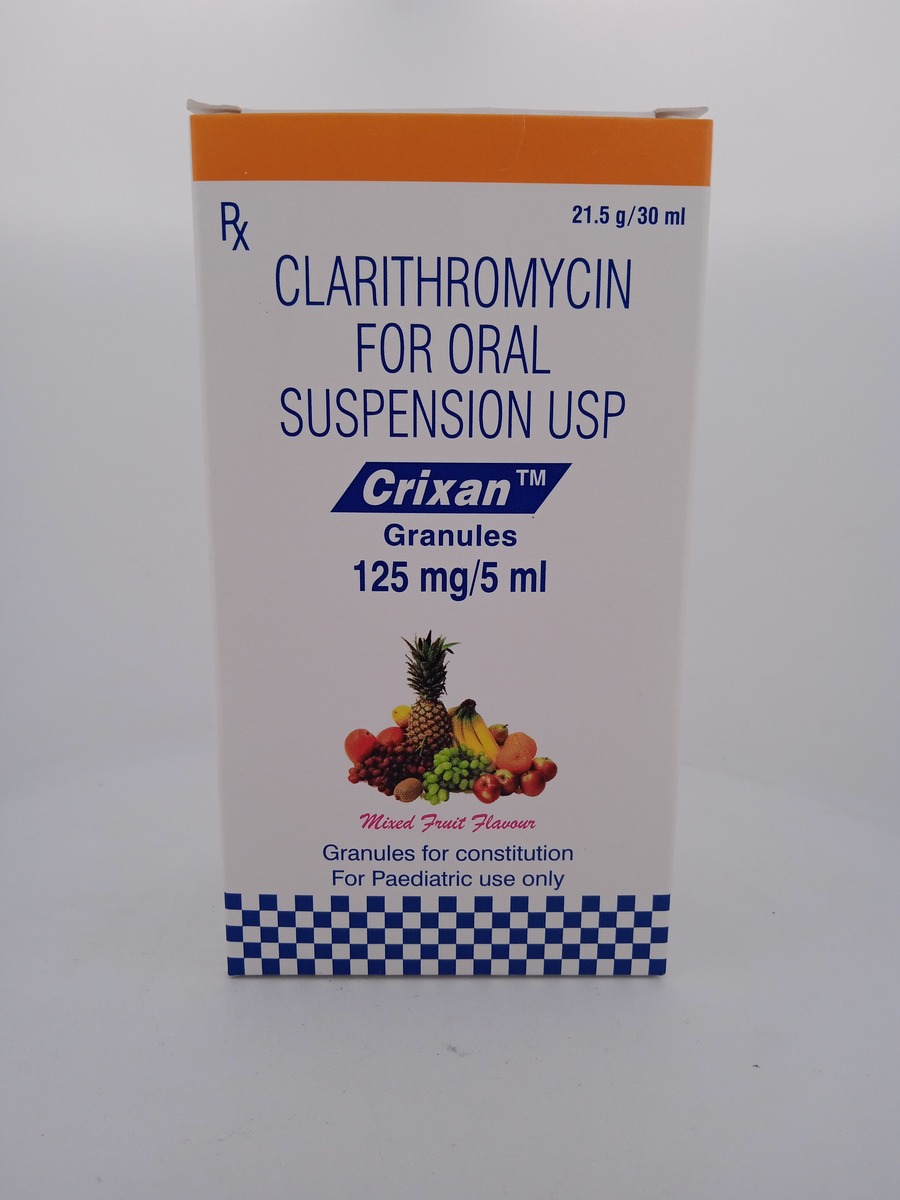 Rx
21.5 g/30 ml
CLARITHROMYCIN
FOR ORAL
SUSPENSION USP
Crixan™
Granules
125 mg/5 ml
Mixed Fruit Flavour
Granules for constitution
For Paediatric use only